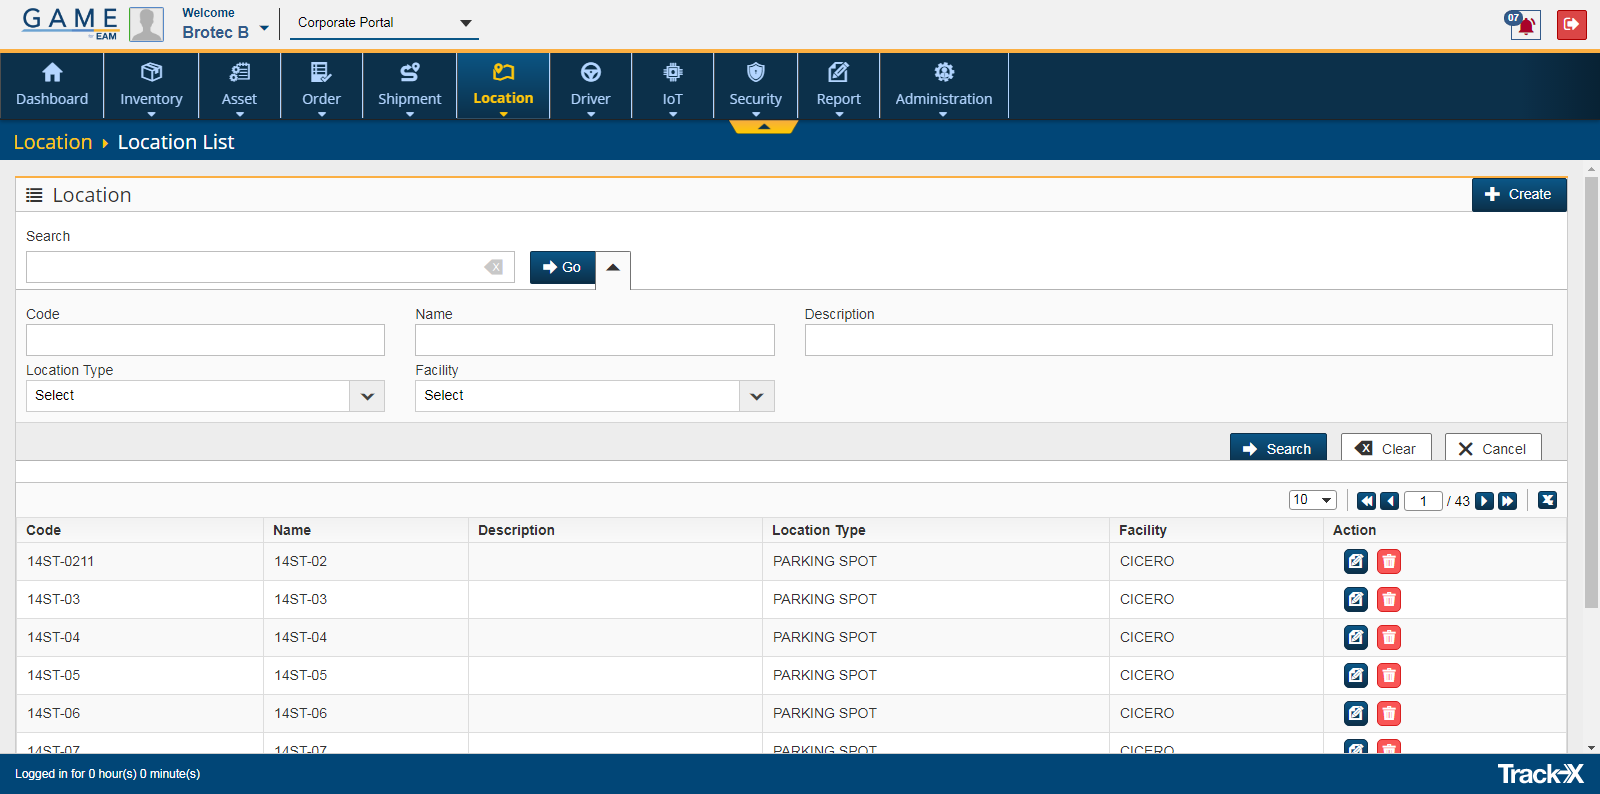 GAME
by EAM
Welcome
Brotec B
Corporate Portal
07
Dashboard
Inventory
Asset
Order
Shipment
Location
Driver
IoT
Security
Report
Administration
Location Location List
Location
Create
Search
Go
Code
Name
Description
Location Type
Facility
Select
Select
Search
Clear
Cancel
10
1 / 43
Code Name Description Location Type Facility Action
14ST-0211 14ST-02 PARKING SPOT CICERO
14ST-03 14ST-03 PARKING SPOT CICERO
14ST-04 14ST-04 PARKING SPOT CICERO
14ST-05 14ST-05 PARKING SPOT CICERO
14ST-06 14ST-06 PARKING SPOT CICERO
14ST-07 14ST-07 PARKING SPOT CICERO
Logged in for 0 hour(s) 0 minute(s)
Track-X